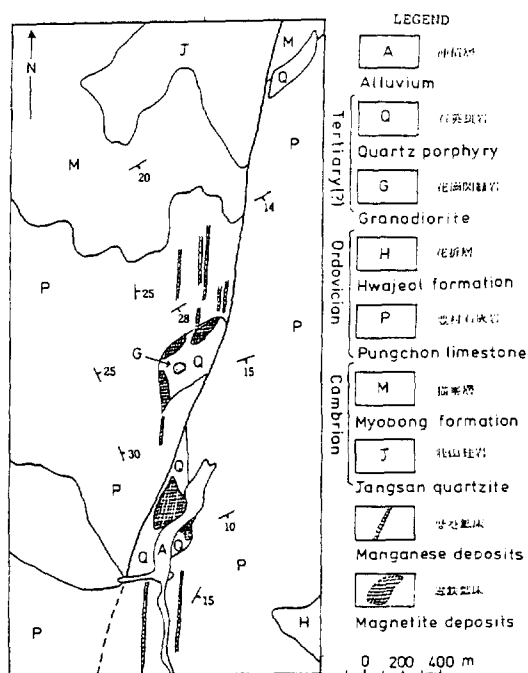 LEGEND
A
Alluvium
Q
Quartz porphyry
G
Granodiorite
H
Hwajeol formation
P
Pungchon limestone
M
Myobong formation
J
Jangsan quartzite
Manganese deposits
Magnetite deposits
Tertiary(?)
Ordovician
Cambrian
0 200 400 m
N
J
M
Q
P
M
20
14
P
25
28
G
Q
15
25
P
30
Q
P
10
Q
A
Q
P
15
P
H